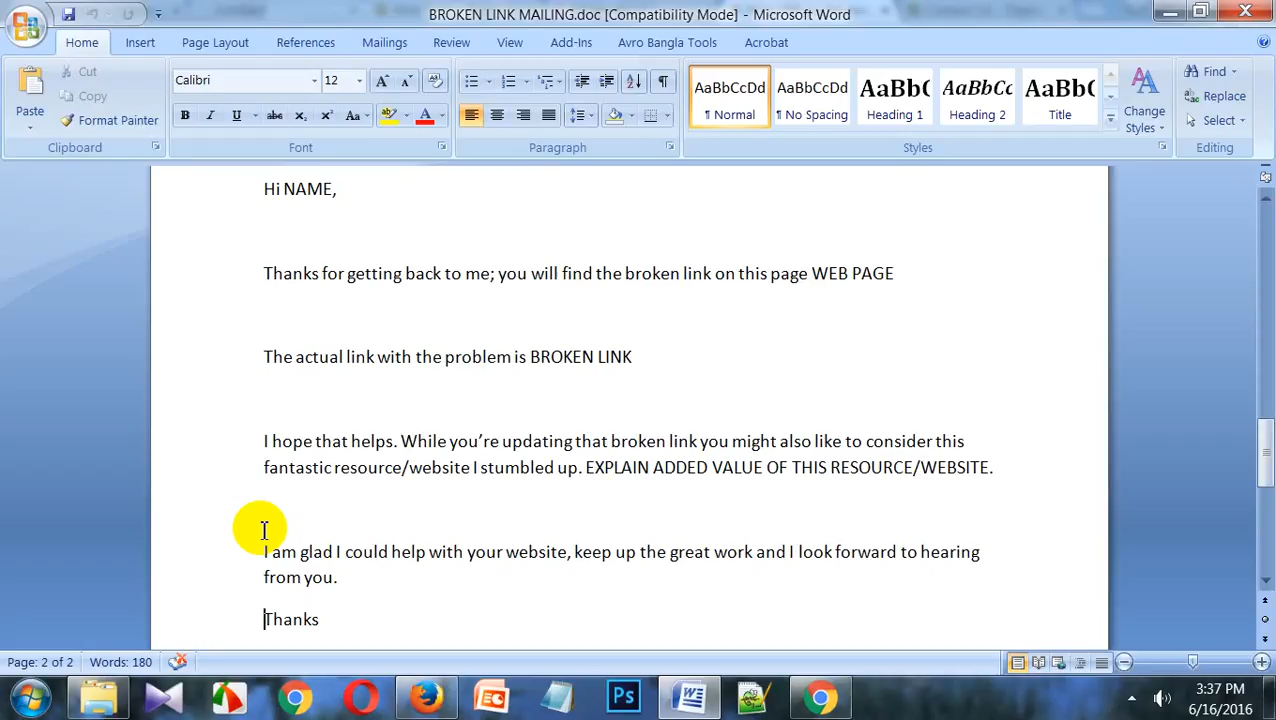 BROKEN LINK MAILING.doc [Compatibility Mode] - Microsoft Word
Home Insert Page Layout References Mailings Review View Add-Ins Avro Bangla Tools Acrobat
Paste
Cut
Copy
Format Painter
Clipboard
Calibri 12
B I U abc x₂ x² Aa A
Font
Paragraph
AaBbCcDd AaBbCcDd AaBbC AaBbCc AaBb(
¶ Normal ¶ No Spacing Heading 1 Heading 2 Title
Change Styles
Styles
Find
Replace
Select
Editing
Hi NAME,
Thanks for getting back to me; you will find the broken link on this page WEB PAGE
The actual link with the problem is BROKEN LINK
I hope that helps. While you’re updating that broken link you might also like to consider this
fantastic resource/website I stumbled up. EXPLAIN ADDED VALUE OF THIS RESOURCE/WEBSITE.
I am glad I could help with your website, keep up the great work and I look forward to hearing
from you.
Thanks
Page: 2 of 2 Words: 180
Ps
3:37 PM
6/16/2016